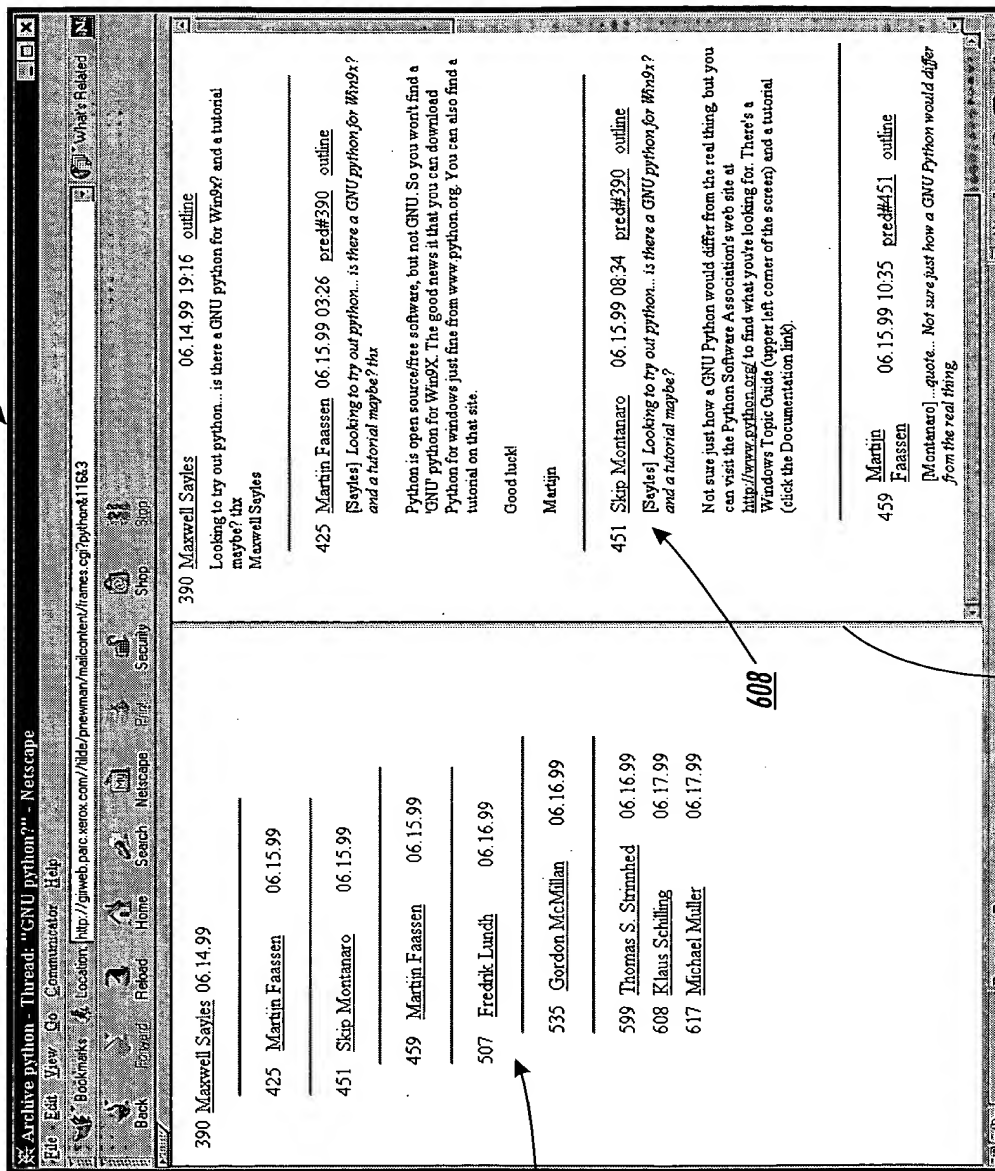 Archive python - Thread: "GNU python?" - Netscape
File Edit View Go Communicator Help
Bookmarks Location: http://girweb.parc.xerox.com//tilde/pnewman/mailcontent/frames.cgi?python&116&3 What's Related
Back Forward Reload Home Search Netscape Print Security Shop Stop
390 Maxwell Sayles 06.14.99
425 Martijn Faassen 06.15.99
451 Skip Montanaro 06.15.99
459 Martijn Faassen 06.15.99
507 Fredrik Lundh 06.16.99
535 Gordon McMillan 06.16.99
599 Thomas S. Strinnhed 06.16.99
608 Klaus Schilling 06.17.99
617 Michael Muller 06.17.99
608
390 Maxwell Sayles 06.14.99 19:16 outline
Looking to try out python... is there a GNU python for Win9x? and a tutorial
maybe? thx
Maxwell Sayles
425 Martijn Faassen 06.15.99 03:26 pred#390 outline
[Sayles] Looking to try out python... is there a GNU python for Win9x?
and a tutorial maybe? thx
Python is open source/free software, but not GNU. So you won't find a
'GNU' python for Win9X. The good news it that you can download
Python for windows just fine from www.python.org. You can also find a
tutorial on that site.
Good luck!
Martijn
451 Skip Montanaro 06.15.99 08:34 pred#390 outline
[Sayles] Looking to try out python... is there a GNU python for Win9x?
and a tutorial maybe?
Not sure just how a GNU Python would differ from the real thing, but you
can visit the Python Software Association's web site at
http://www.python.org/ to find what you're looking for. There's a
Windows Topic Guide (upper left corner of the screen) and a tutorial
(click the Documentation link).
459 Martijn 06.15.99 10:35 pred#451 outline
Faassen
[Montanaro] ...quote... Not sure just how a GNU Python would differ
from the real thing,